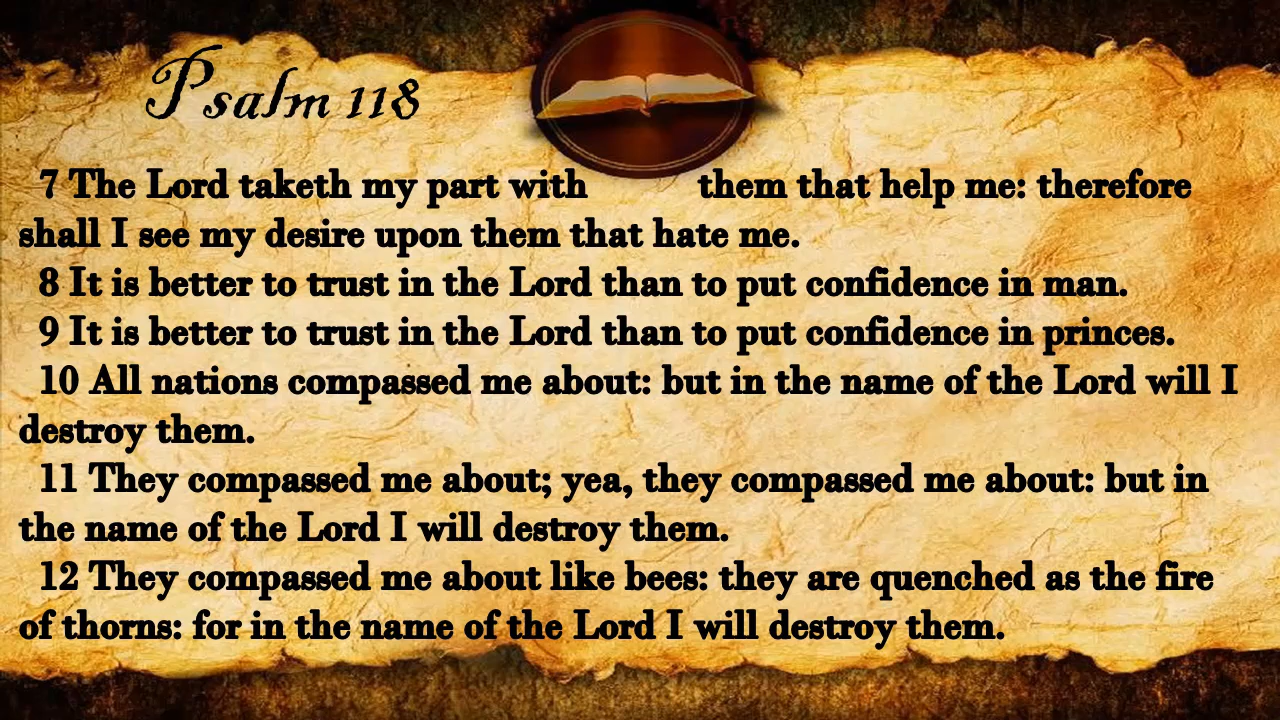 Psalm 118
7 The Lord taketh my part with them that help me: therefore
shall I see my desire upon them that hate me.
8 It is better to trust in the Lord than to put confidence in man.
9 It is better to trust in the Lord than to put confidence in princes.
10 All nations compassed me about: but in the name of the Lord will I
destroy them.
11 They compassed me about; yea, they compassed me about: but in
the name of the Lord I will destroy them.
12 They compassed me about like bees: they are quenched as the fire
of thorns: for in the name of the Lord I will destroy them.